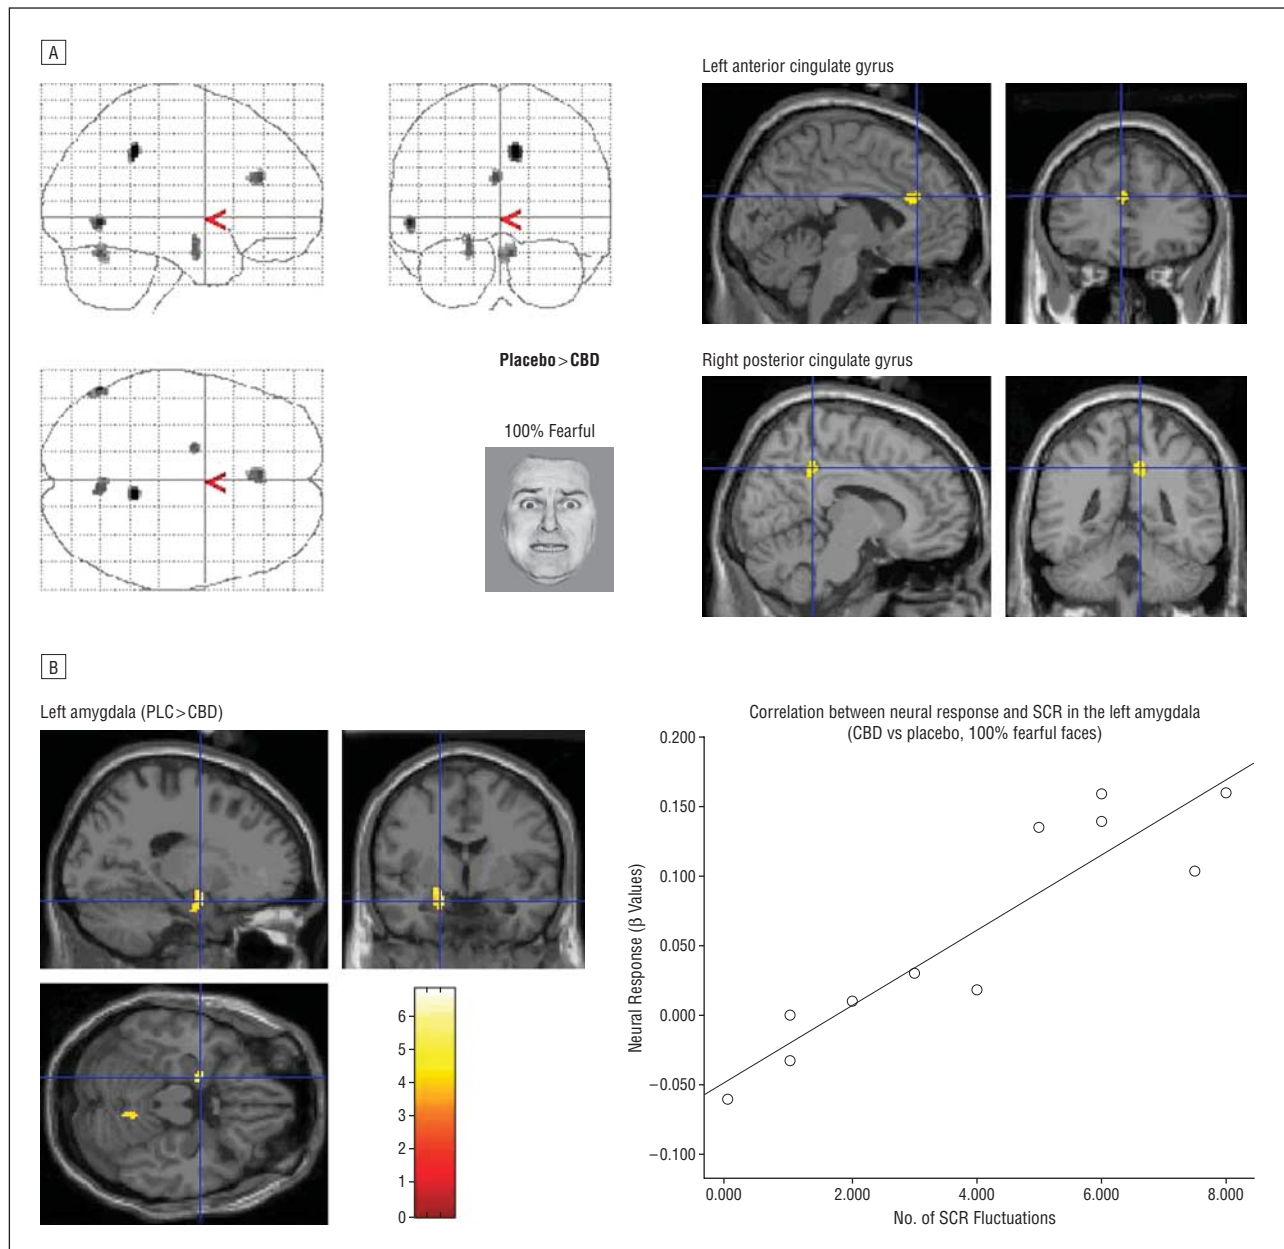 A
Left anterior cingulate gyrus
Right posterior cingulate gyrus
Placebo > CBD
100% Fearful
B
Left amygdala (PLC > CBD)
6
5
4
3
2
1
0
Correlation between neural response and SCR in the left amygdala
(CBD vs placebo, 100% fearful faces)
Neural Response (β Values)
0.200
0.150
0.100
0.050
0.000
−0.050
−0.100
0.000 2.000 4.000 6.000 8.000
No. of SCR Fluctuations